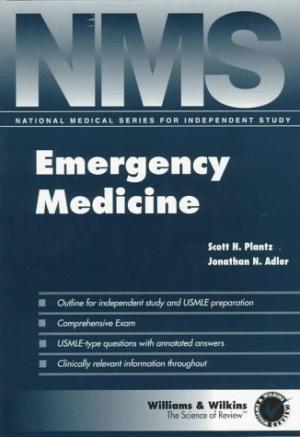 NMS
NATIONAL MEDICAL SERIES FOR INDEPENDENT STUDY
Emergency
Medicine
Scott H. Plantz
Jonathan N. Adler
Outline for independent study and USMLE preparation
Comprehensive Exam
USMLE-type questions with annotated answers
Clinically relevant information throughout
Williams & Wilkins
The Science of Review™
REVIEW